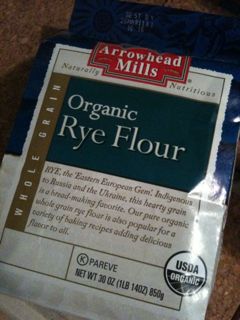 BEST BY
Arrowhead
Mills
Naturally Nutritious
Organic
Rye Flour
WHOLE GRAIN
RYE, the 'Eastern European Gem', Indigenous
to Russia and the Ukraine, this hearty grain
is a bread-making favorite. Our pure organic
whole grain rye flour is also popular for a
variety of baking recipes adding delicious
flavor to all.
K PAREVE
NET WT 30 OZ (1LB 14OZ) 850g
USDA
ORGANIC